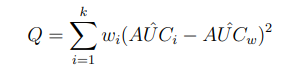 Q = \sum_{i=1}^{k} w_i (A\hat{U}C_i - A\hat{U}C_w)^2